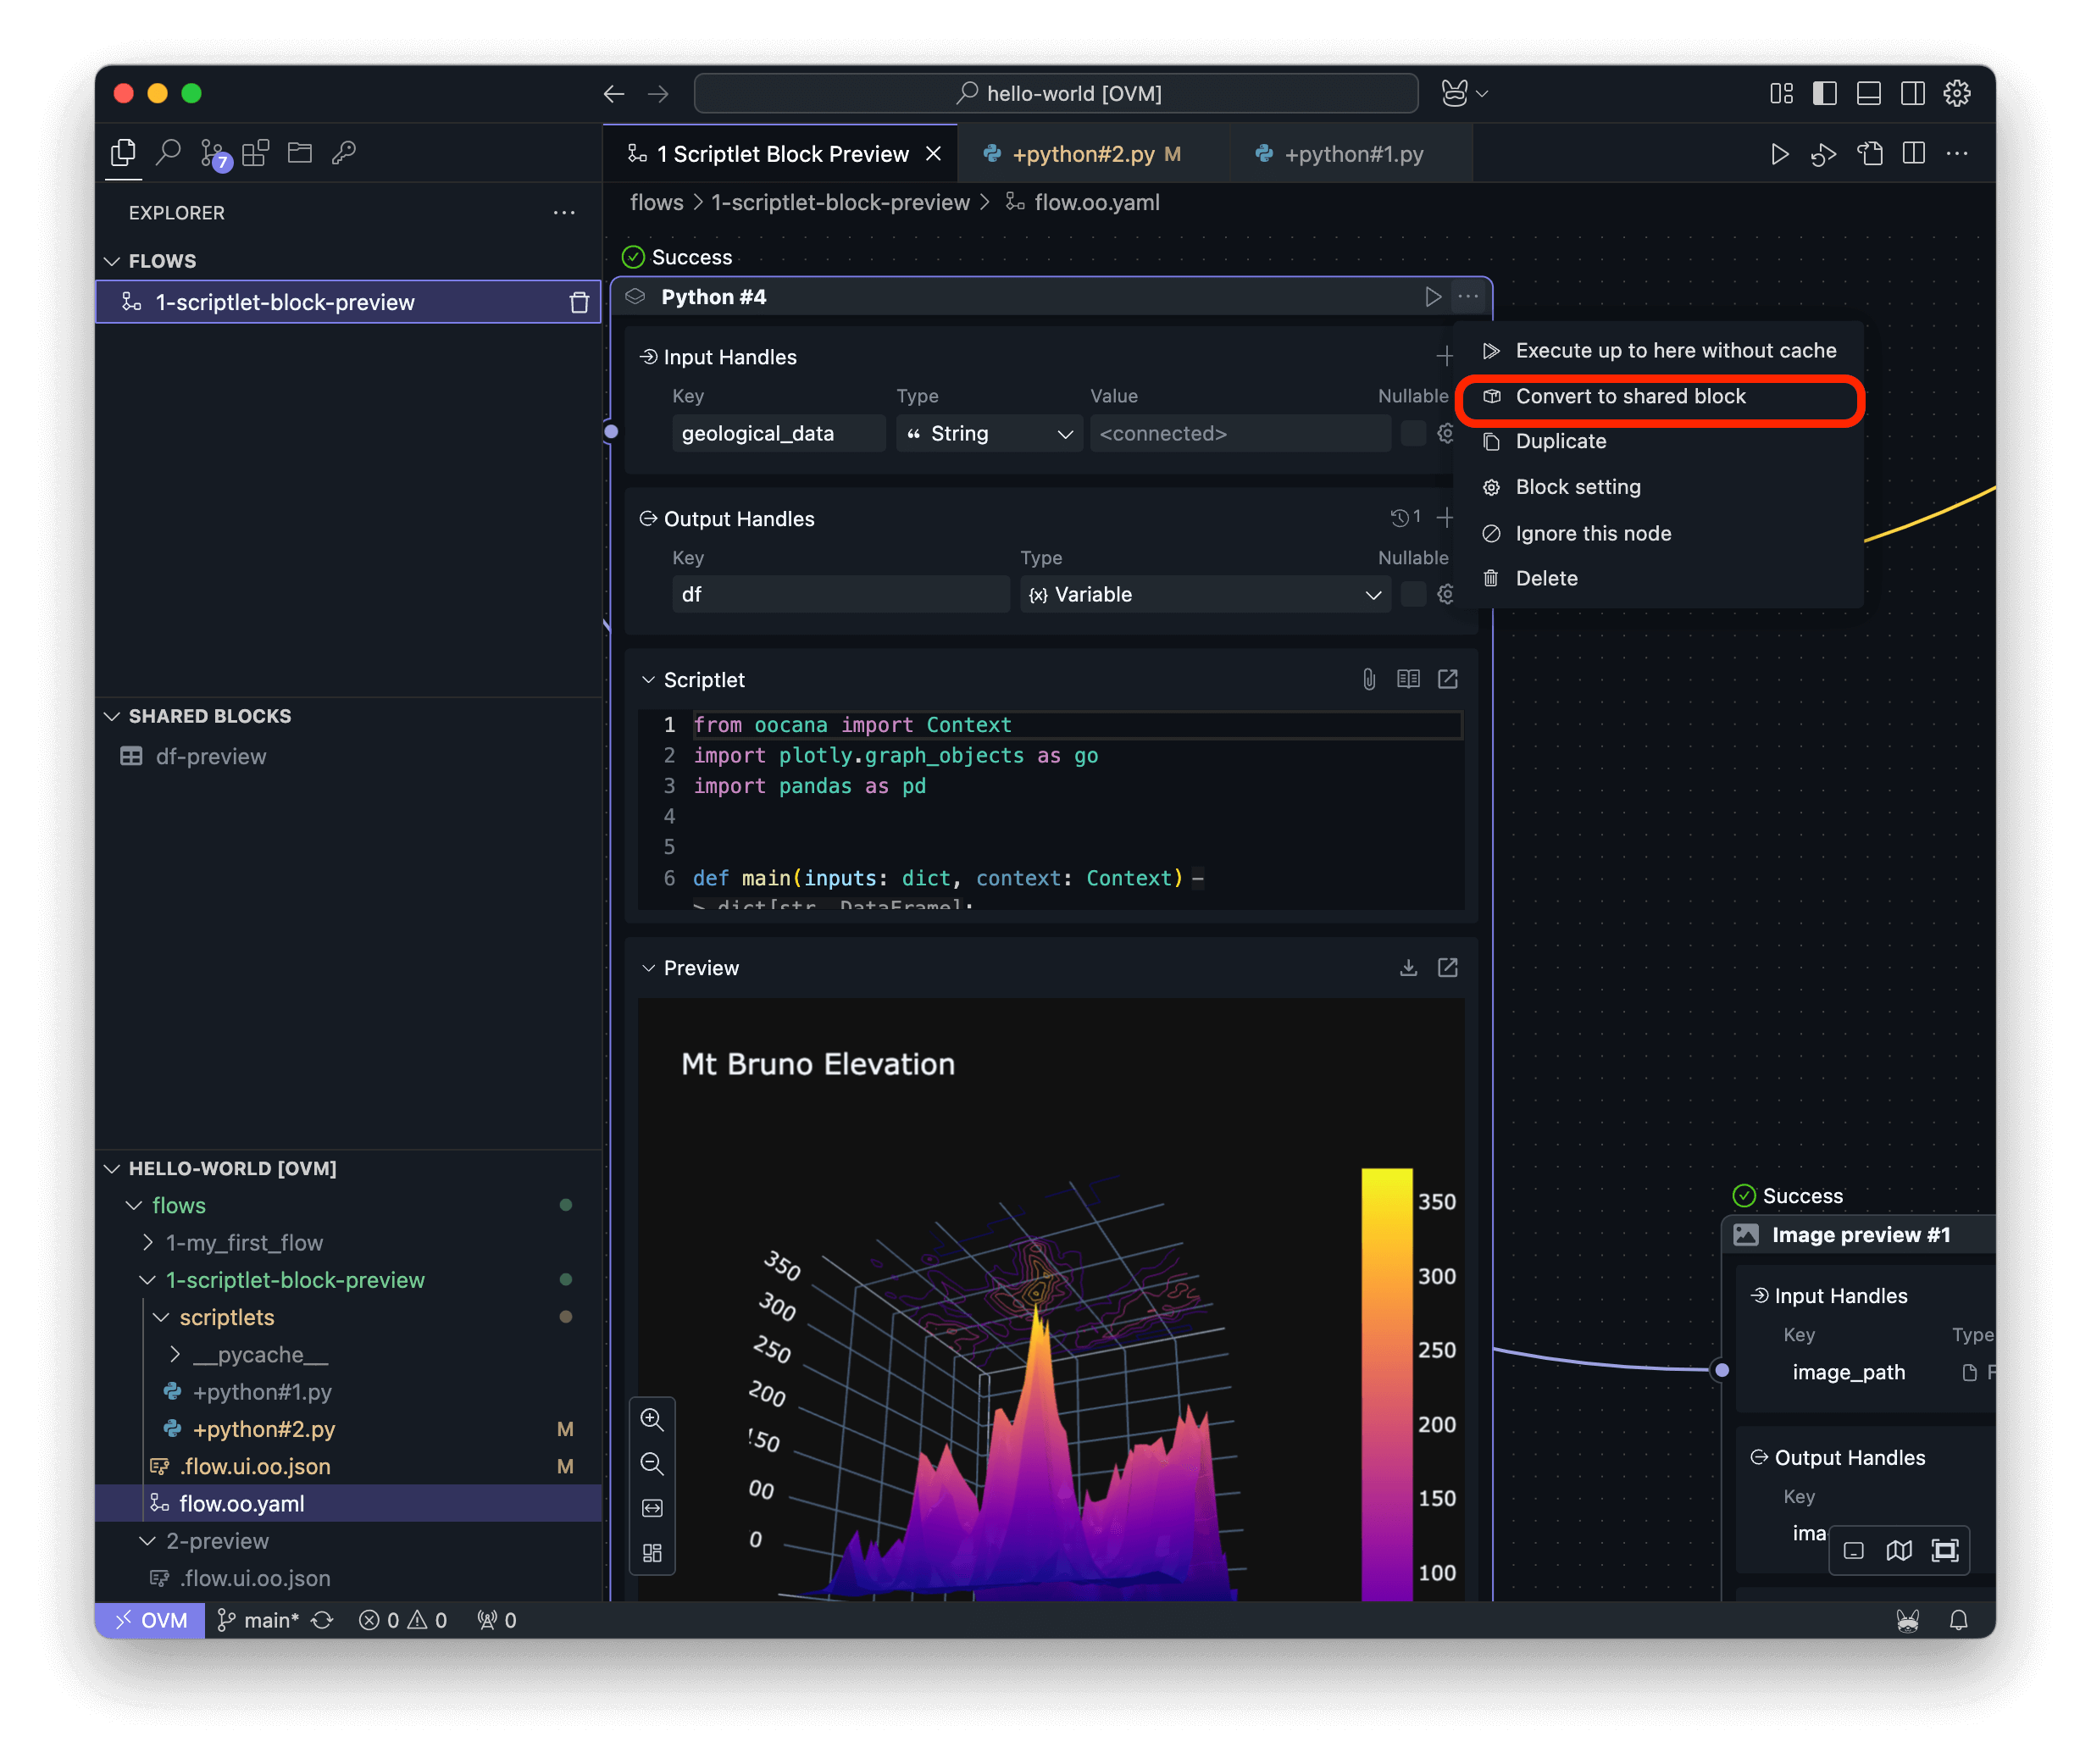 hello-world [OVM]
7
1 Scriptlet Block Preview
+python#2.py M
+python#1.py
EXPLORER
flows > 1-scriptlet-block-preview > flow.oo.yaml
FLOWS
1-scriptlet-block-preview
Success
Python #4
Input Handles
Key Type Value Nullable
geological_data String <connected>
Output Handles 1
Key Type Nullable
df {x} Variable
Execute up to here without cache
Convert to shared block
Duplicate
Block setting
Ignore this node
Delete
Scriptlet
1 from oocana import Context
2 import plotly.graph_objects as go
3 import pandas as pd
4
5
6 def main(inputs: dict, context: Context) -
> dict[str, DataFrame]:
SHARED BLOCKS
df-preview
Preview
Mt Bruno Elevation
350
300
250
200
150
100
350
300
250
200
150
00
0
HELLO-WORLD [OVM]
flows
1-my_first_flow
1-scriptlet-block-preview
scriptlets
__pycache__
+python#1.py
+python#2.py M
.flow.ui.oo.json M
flow.oo.yaml
2-preview
.flow.ui.oo.json
Success
Image preview #1
Input Handles
Key Type
image_path F
Output Handles
Key
ima
OVM main* 0 0 0